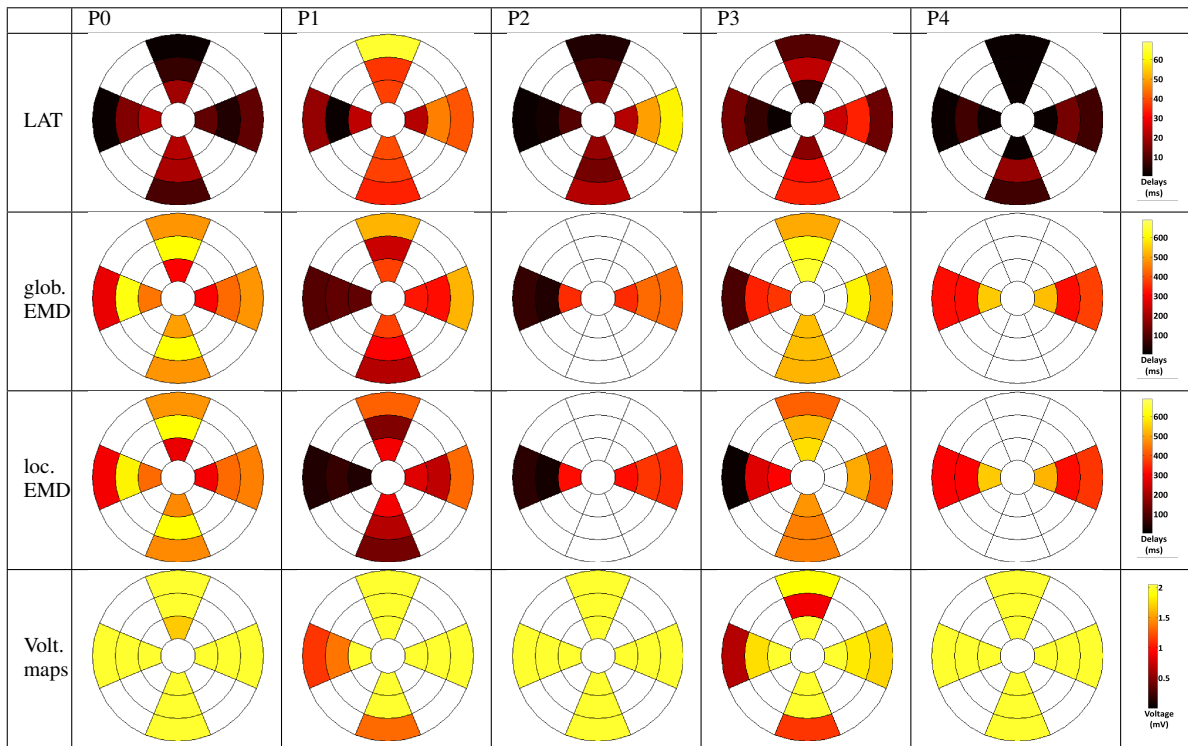 P0 P1 P2 P3 P4
LAT
60
50
40
30
20
10
Delays
(ms)
glob.
EMD
600
500
400
300
200
100
Delays
(ms)
loc.
EMD
600
500
400
300
200
100
Delays
(ms)
Volt.
maps
2
1.5
1
0.5
Voltage
(mV)